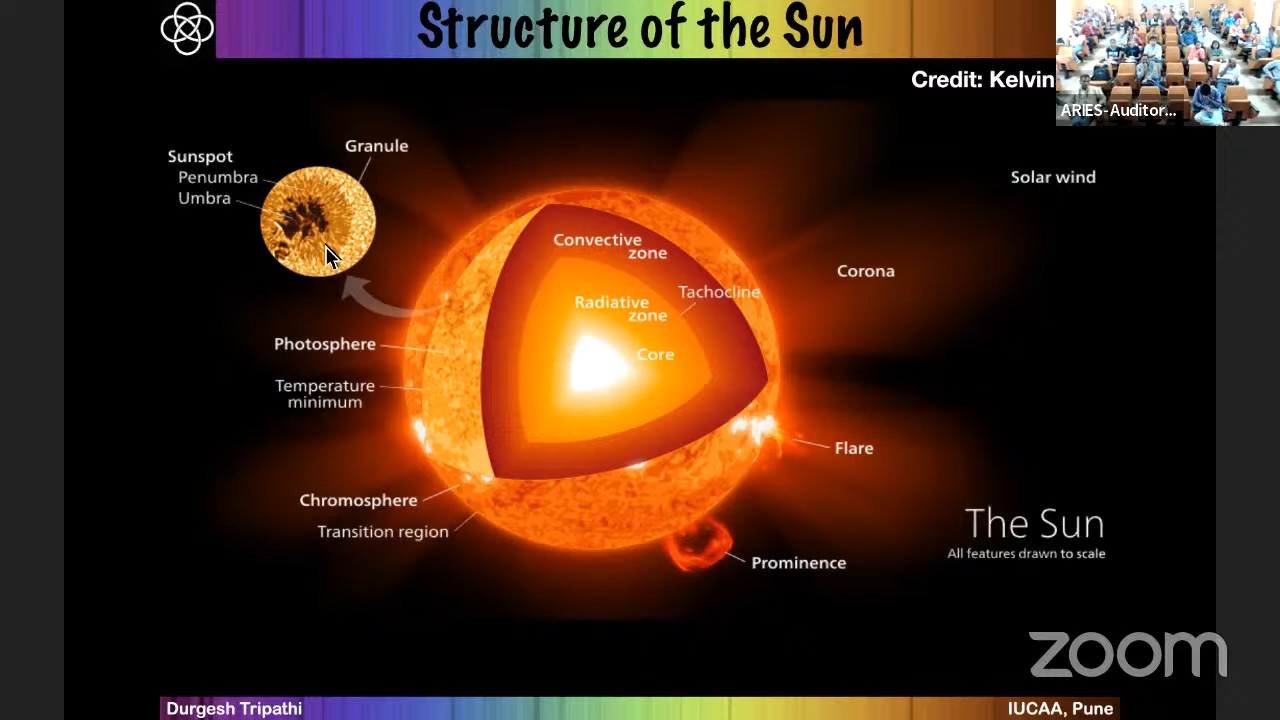 Structure of the Sun
Credit: Kelvin
ARIES-Auditor...
Sunspot
Penumbra
Umbra
Granule
Solar wind
Convective
zone
Corona
Radiative
zone
Tachocline
Core
Photosphere
Temperature
minimum
Flare
Chromosphere
Transition region
Prominence
The Sun
All features drawn to scale
zoom
Durgesh Tripathi
IUCAA, Pune